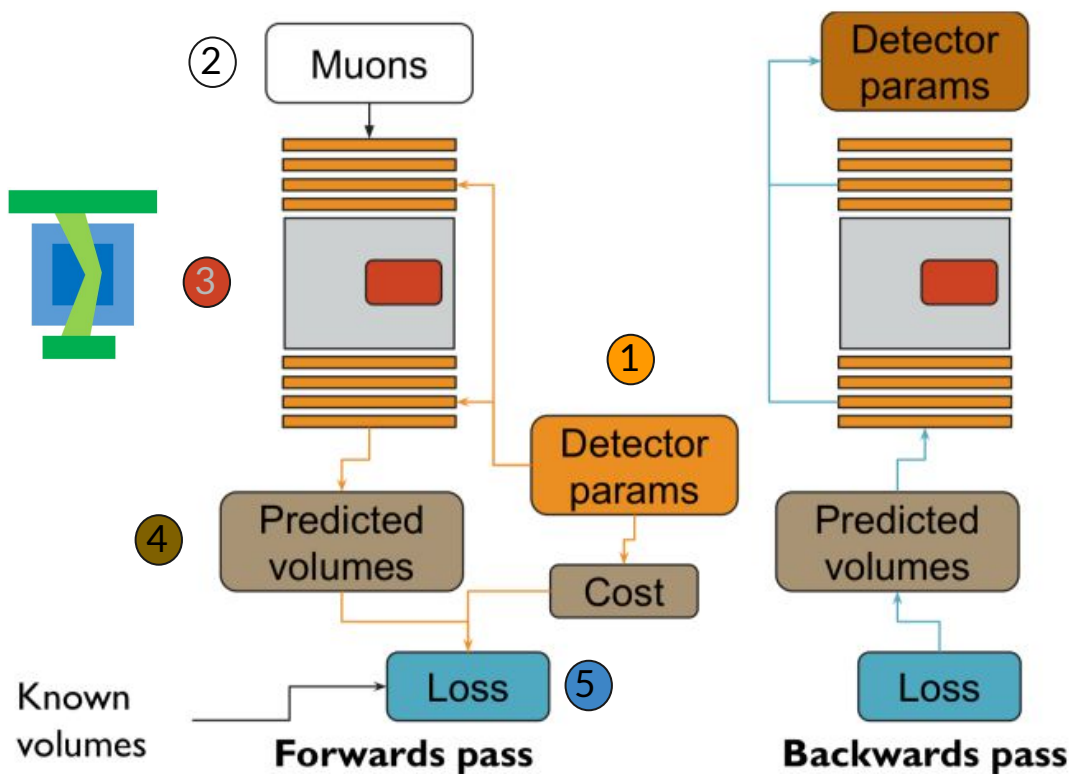 2
Muons
3
1
Detector
params
4
Predicted
volumes
Cost
Known
volumes
Loss
5
Forwards pass
Detector
params
Predicted
volumes
Loss
Backwards pass